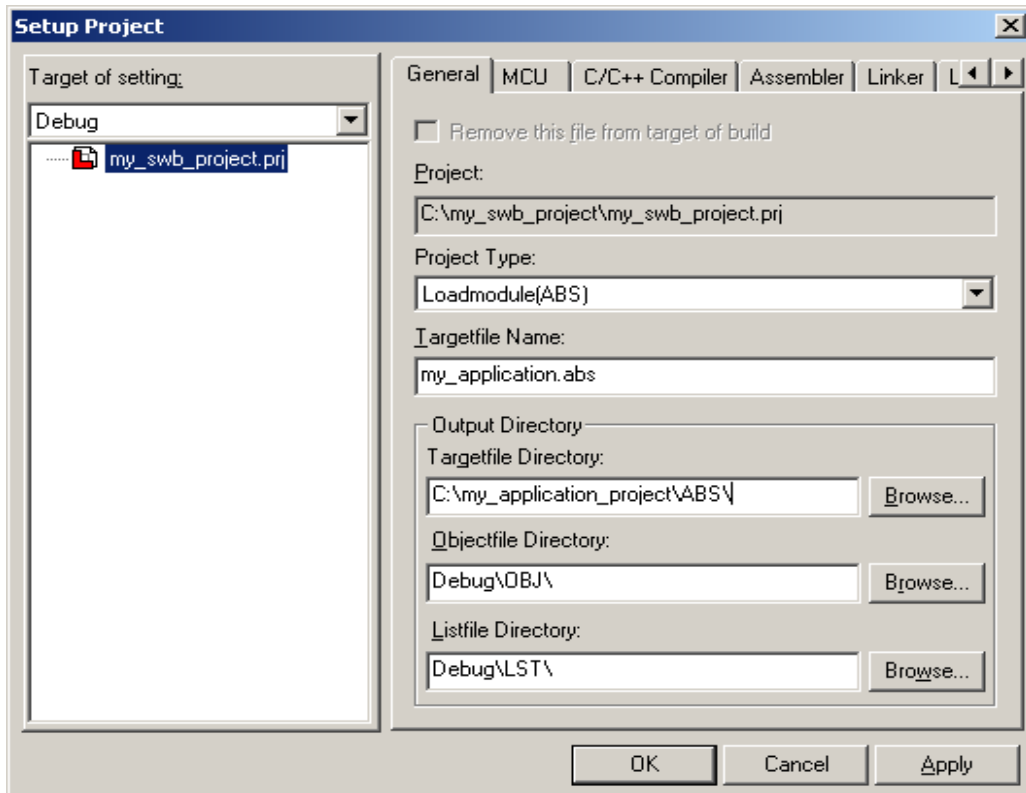 Setup Project
Target of setting:
Debug
my_swb_project.prj
General MCU C/C++ Compiler Assembler Linker L
Remove this file from target of build
Project:
C:\my_swb_project\my_swb_project.prj
Project Type:
Loadmodule(ABS)
Targetfile Name:
my_application.abs
Output Directory
Targetfile Directory:
C:\my_application_project\ABS\
Browse...
Objectfile Directory:
Debug\OBJ\
Browse...
Listfile Directory:
Debug\LST\
Browse...
OK Cancel Apply